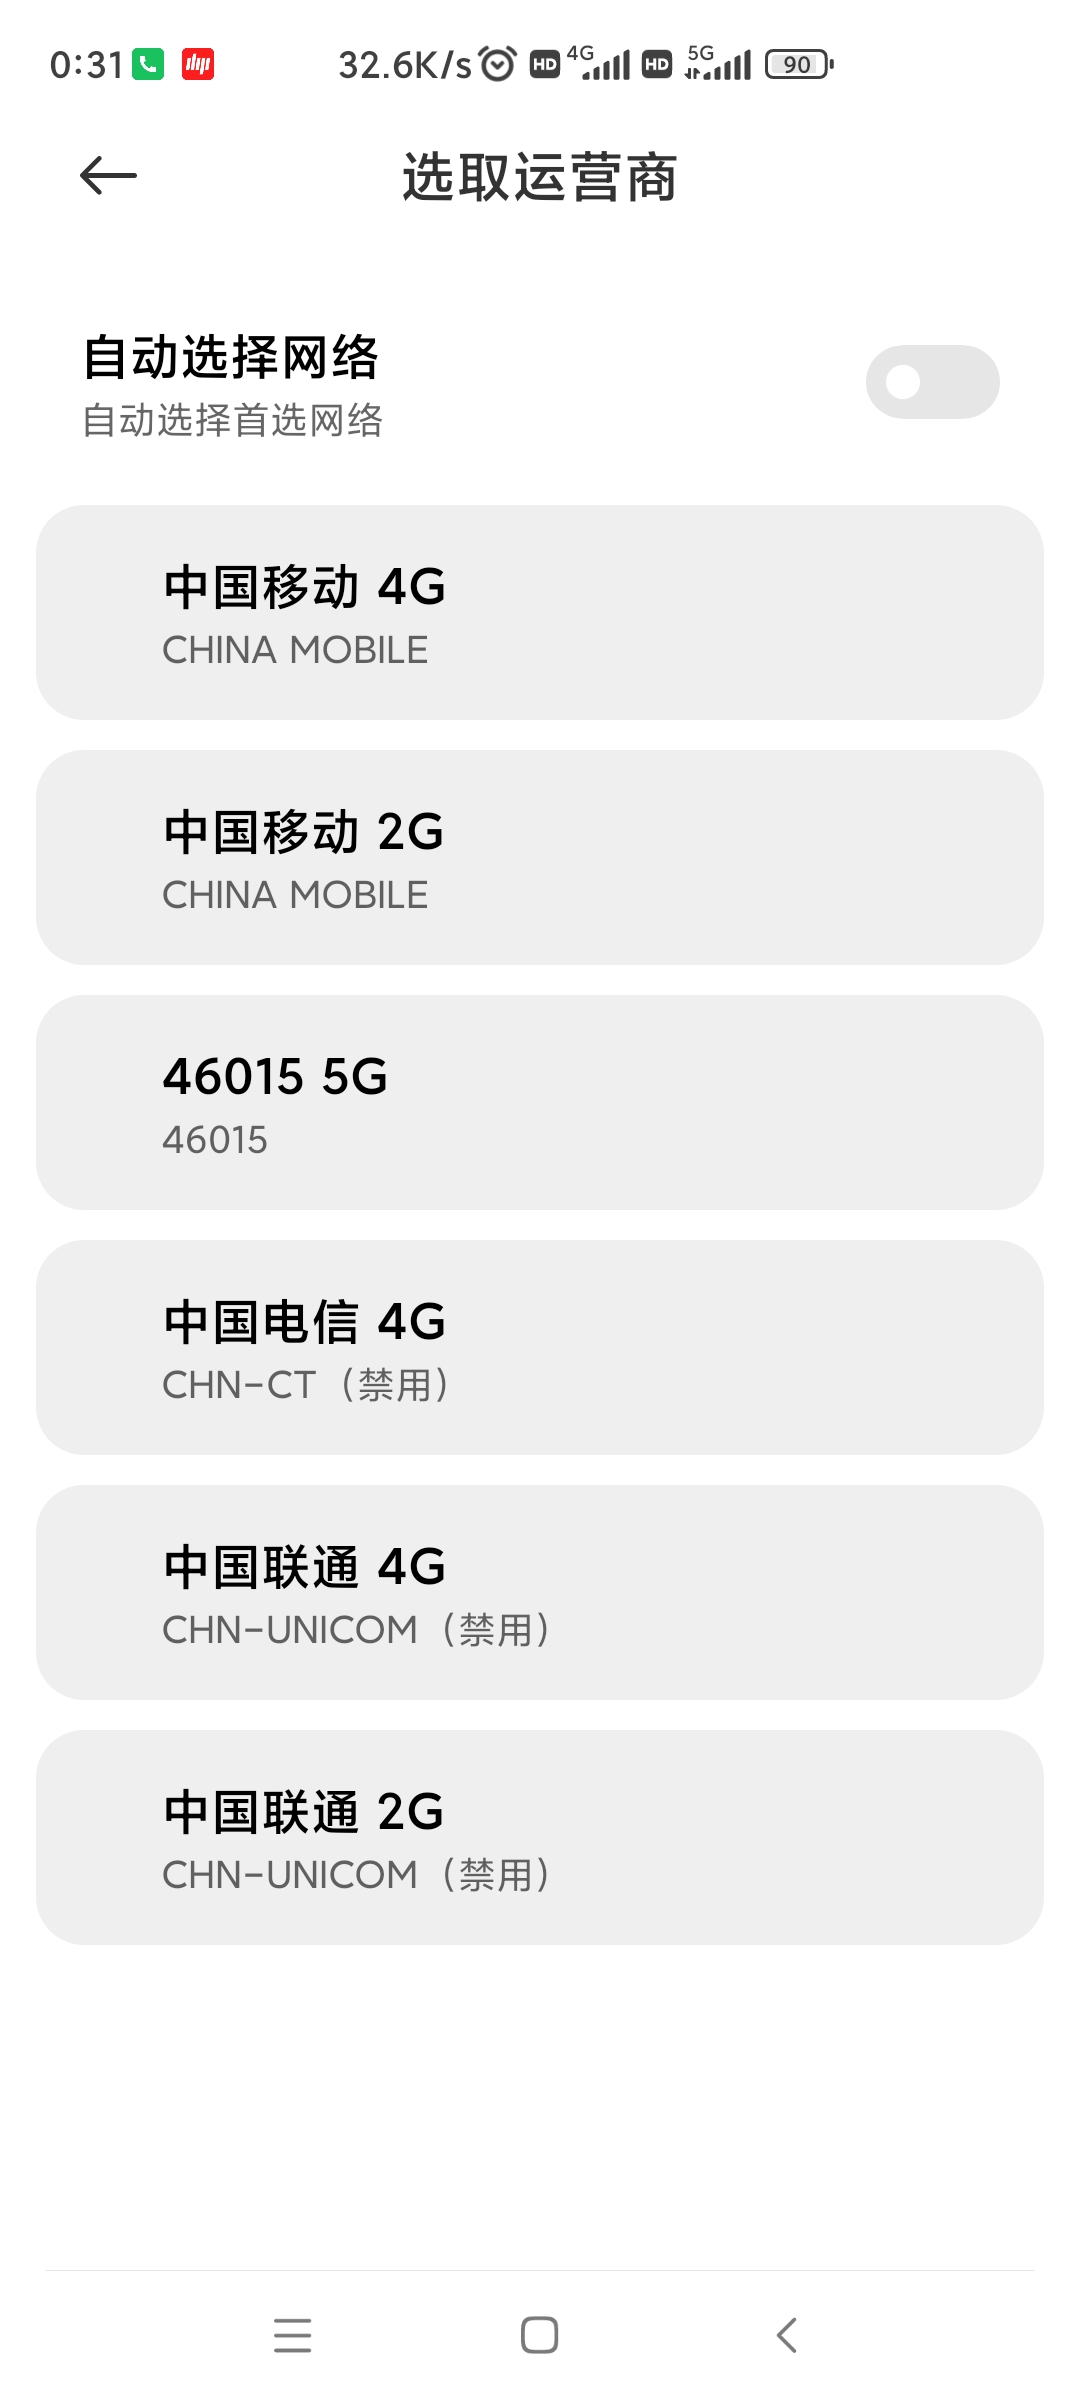 0:31 32.6K/s HD 4G HD 5G 90
选取运营商
自动选择网络
自动选择首选网络
中国移动 4G
CHINA MOBILE
中国移动 2G
CHINA MOBILE
46015 5G
46015
中国电信 4G
CHN-CT（禁用）
中国联通 4G
CHN-UNICOM（禁用）
中国联通 2G
CHN-UNICOM（禁用）